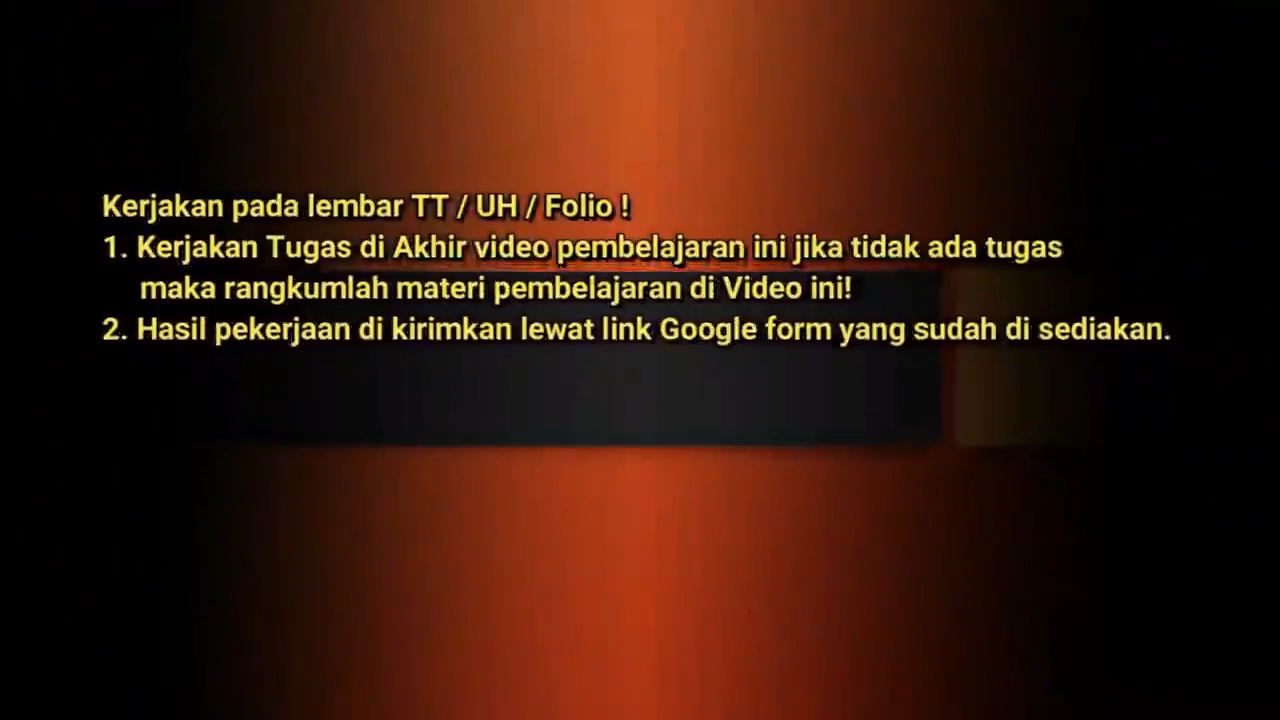 Kerjakan pada lembar TT / UH / Folio !
1. Kerjakan Tugas di Akhir video pembelajaran ini jika tidak ada tugas
maka rangkumlah materi pembelajaran di Video ini!
2. Hasil pekerjaan di kirimkan lewat link Google form yang sudah di sediakan.